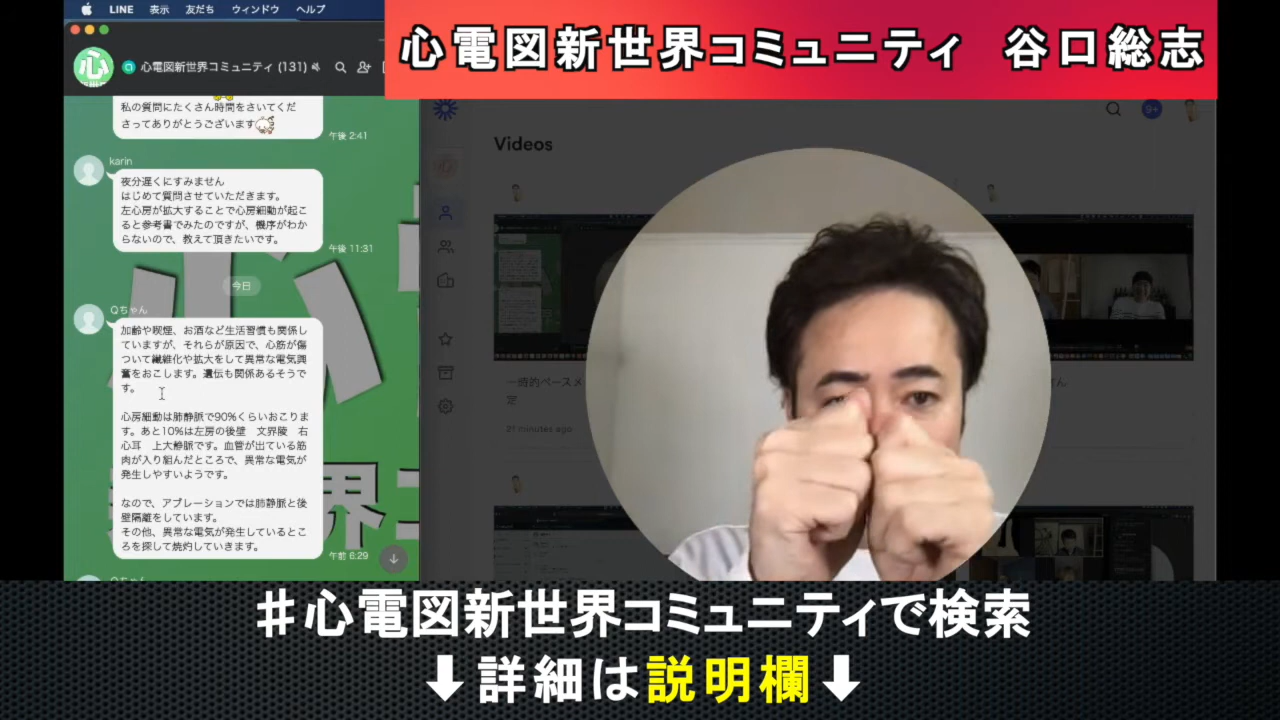 LINE 表示 友だち ウィンドウ ヘルプ
心電図新世界コミュニティ 谷口総志
心電図新世界コミュニティ (131)
私の質問にたくさん時間をさいてくだ
さってありがとうございます
午後 2:41
karin
夜分遅くにすみません
はじめて質問させていただきます。
左心房が拡大することで心房細動が起こ
ると参考書でみたのですが、機序がわか
らないので、教えて頂きたいです。
午後 11:31
今日
Qちゃん
加齢や喫煙、お酒など生活習慣も関係し
ていますが、それらが原因で、心筋が傷
ついて繊維化や拡大をして異常な電気興
奮をおこします。遺伝も関係あるそうで
す。
心房細動は肺静脈で90%くらいおこりま
す。あと10%は左房の後壁 文界陵 右
心耳 上大静脈です。血管が出ている筋
肉が入り組んだところで、異常な電気が
発生しやすいようです。
なので、アブレーションでは肺静脈と後
壁隔離をしています。
その他、異常な電気が発生しているとこ
ろを探して焼灼していきます。
午前 6:29
Qちゃん
Videos
9+
一時的ペースメ
芝
21 minutes ago
♯心電図新世界コミュニティで検索
↓詳細は説明欄↓